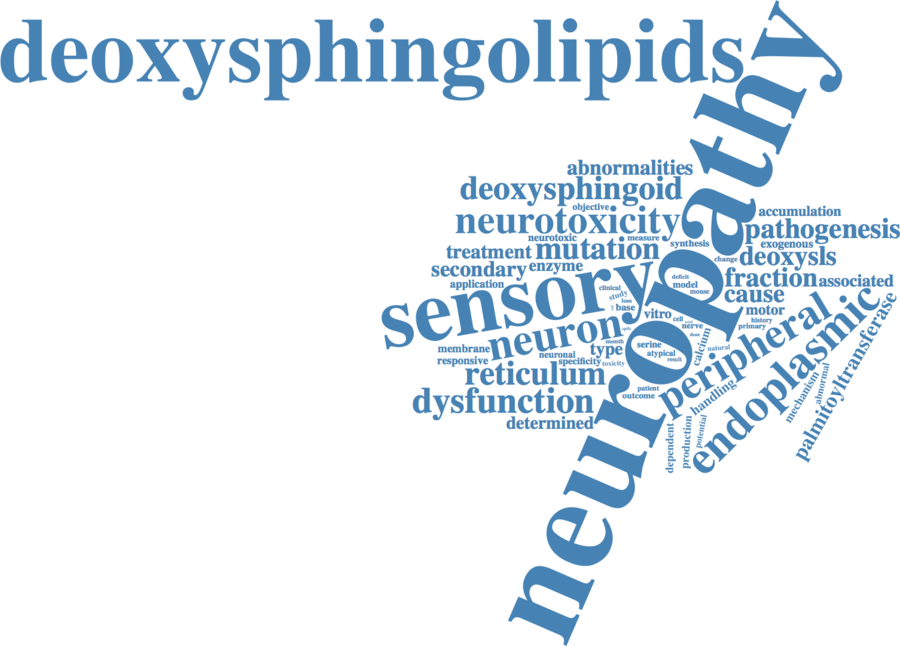 deoxysphingolipids
neuropathy
abnormalities
deoxysphingoid
objective
accumulation
neurotoxicity
pathogenesis
neurotoxic
measure
synthesis
exogenous
treatment
mutation
change
deoxysls
secondary
enzyme
deficit
fraction
associated
application
clinical
model
sensory
study
mouse
cause
loss
? base
vitro
motor
cell
history
nerve
primary
neuron
dose
month
serine
calcium
membrane
type
atypical
natural
neuronal
peripheral
responsive
specificity
result
toxicity
endoplasmic
reticulum
palmitoyltransferase
patient
handling
mechanism
abnormal
outcome
dysfunction
determined
dependent
production
potential